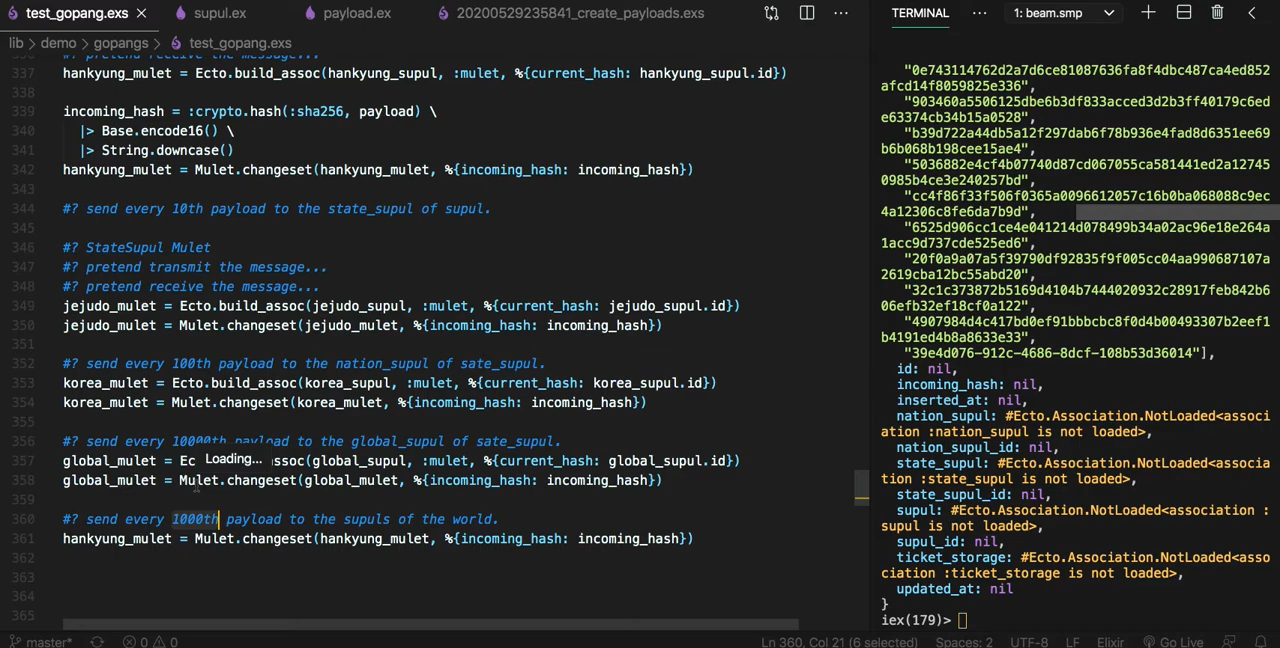 test_gopang.exs
supul.ex
payload.ex
20200529235841_create_payloads.exs
lib > demo > gopangs > test_gopang.exs
336 #? pretend receive the message...
337 hankyung_mulet = Ecto.build_assoc(hankyung_supul, :mulet, %{current_hash: hankyung_supul.id})
338
339 incoming_hash = :crypto.hash(:sha256, payload) \
340 |> Base.encode16() \
341 |> String.downcase()
342 hankyung_mulet = Mulet.changeset(hankyung_mulet, %{incoming_hash: incoming_hash})
343
344 #? send every 10th payload to the state_supul of supul.
345
346 #? StateSupul Mulet
347 #? pretend transmit the message...
348 #? pretend receive the message...
349 jejudo_mulet = Ecto.build_assoc(jejudo_supul, :mulet, %{current_hash: jejudo_supul.id})
350 jejudo_mulet = Mulet.changeset(jejudo_mulet, %{incoming_hash: incoming_hash})
351
352 #? send every 100th payload to the nation_supul of sate_supul.
353 korea_mulet = Ecto.build_assoc(korea_supul, :mulet, %{current_hash: korea_supul.id})
354 korea_mulet = Mulet.changeset(korea_mulet, %{incoming_hash: incoming_hash})
355
356 #? send every 10000th payload to the global_supul of sate_supul.
357 global_mulet = Ec Loading... assoc(global_supul, :mulet, %{current_hash: global_supul.id})
358 global_mulet = Mulet.changeset(global_mulet, %{incoming_hash: incoming_hash})
359
360 #? send every 1000th payload to the supuls of the world.
361 hankyung_mulet = Mulet.changeset(hankyung_mulet, %{incoming_hash: incoming_hash})
362
363
364
365
TERMINAL ... 1: beam.smp
"0e743114762d2a7d6ce81087636fa8f4dbc487ca4ed852
afcd14f8059825e336",
"903460a5506125dbe6b3df833acced3d2b3ff40179c6ed
e63374cb34b15a0528",
"b39d722a44db5a12f297dab6f78b936e4fad8d6351ee69
b6b068b198cee15ae4",
"5036882e4cf4b07740d87cd067055ca581441ed2a12745
0985b4ce3e240257bd",
"cc4f86f33f506f0365a0096612057c16b0ba068088c9ec
4a12306c8fe6da7b9d",
"6525d906cc1ce4e041214d078499b34a02ac96e18e264a
1acc9d737cde525ed6",
"20f0a9a07a5f39790df92835f9f005cc04aa990687107a
2619cba12bc55abd20",
"32c1c373872b5169d4104b7444020932c28917feb842b6
06efb32ef18cf0a122",
"4907984d4c417bd0ef91bbbcbc8f0d4b00493307b2eef1
b4191ed4b8a8633e33",
"39e4d076-912c-4686-8dcf-108b53d36014"],
id: nil,
incoming_hash: nil,
inserted_at: nil,
nation_supul: #Ecto.Association.NotLoaded<associ
ation :nation_supul is not loaded>,
nation_supul_id: nil,
state_supul: #Ecto.Association.NotLoaded<associa
tion :state_supul is not loaded>,
state_supul_id: nil,
supul: #Ecto.Association.NotLoaded<association :
supul is not loaded>,
supul_id: nil,
ticket_storage: #Ecto.Association.NotLoaded<asso
ciation :ticket_storage is not loaded>,
updated_at: nil
}
iex(179)>
master* 0 0 Ln 360, Col 21 (6 selected) Spaces: 2 UTF-8 LF Elixir Go Live